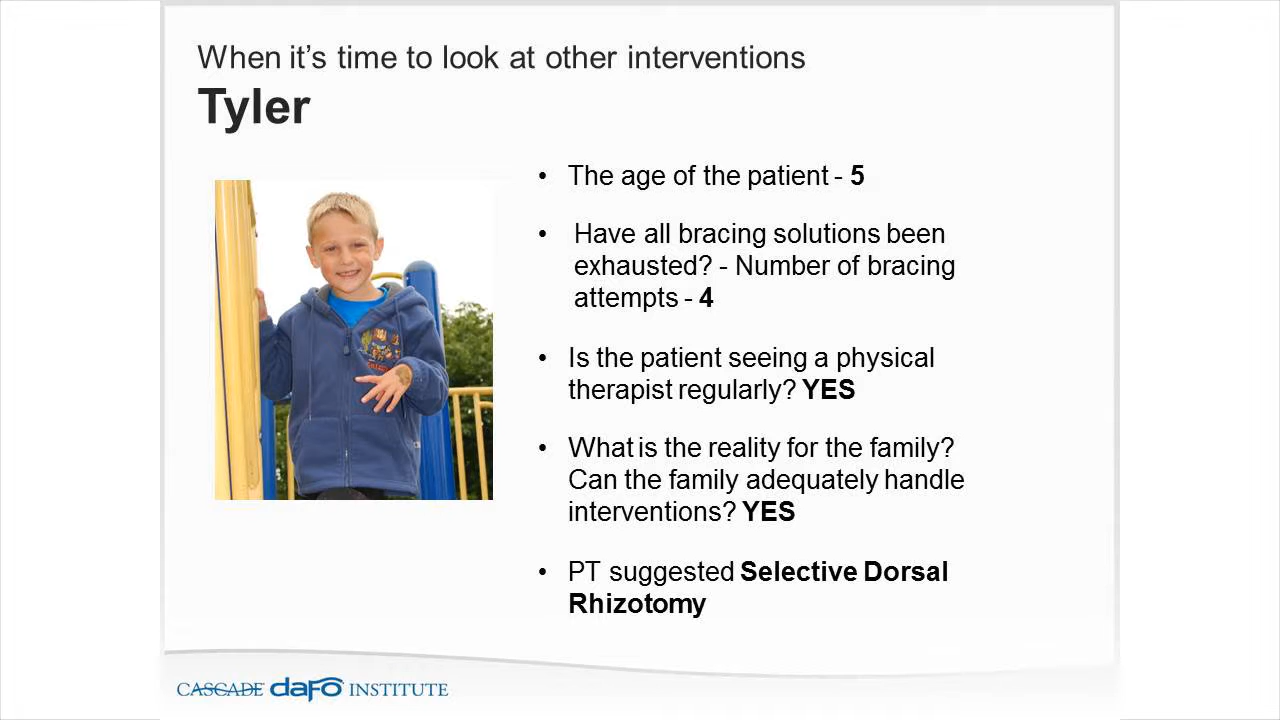 When it's time to look at other interventions
Tyler
• The age of the patient - 5
• Have all bracing solutions been
exhausted? - Number of bracing
attempts - 4
• Is the patient seeing a physical
therapist regularly? YES
• What is the reality for the family?
Can the family adequately handle
interventions? YES
• PT suggested Selective Dorsal
Rhizotomy
CASCADE dafo INSTITUTE